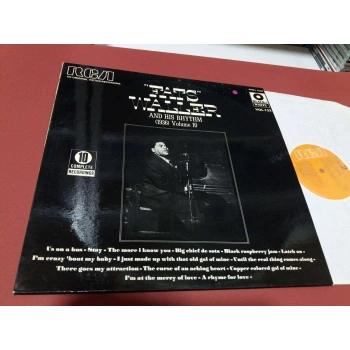 RCA
"FATS"
WALLER
AND HIS RHYTHM
(1936) Volume 11
10
COMPLETE
RECORDINGS
Us on a bus - Stay - The more I know you - Big chief de sota - Black raspberry jam - Latch on -
I'm crazy 'bout my baby - I just made up with that old gal of mine - Until the real thing comes along -
There goes my attraction - The curse of an aching heart - Copper colored gal of mine -
I'm at the mercy of love - A rhyme for love -